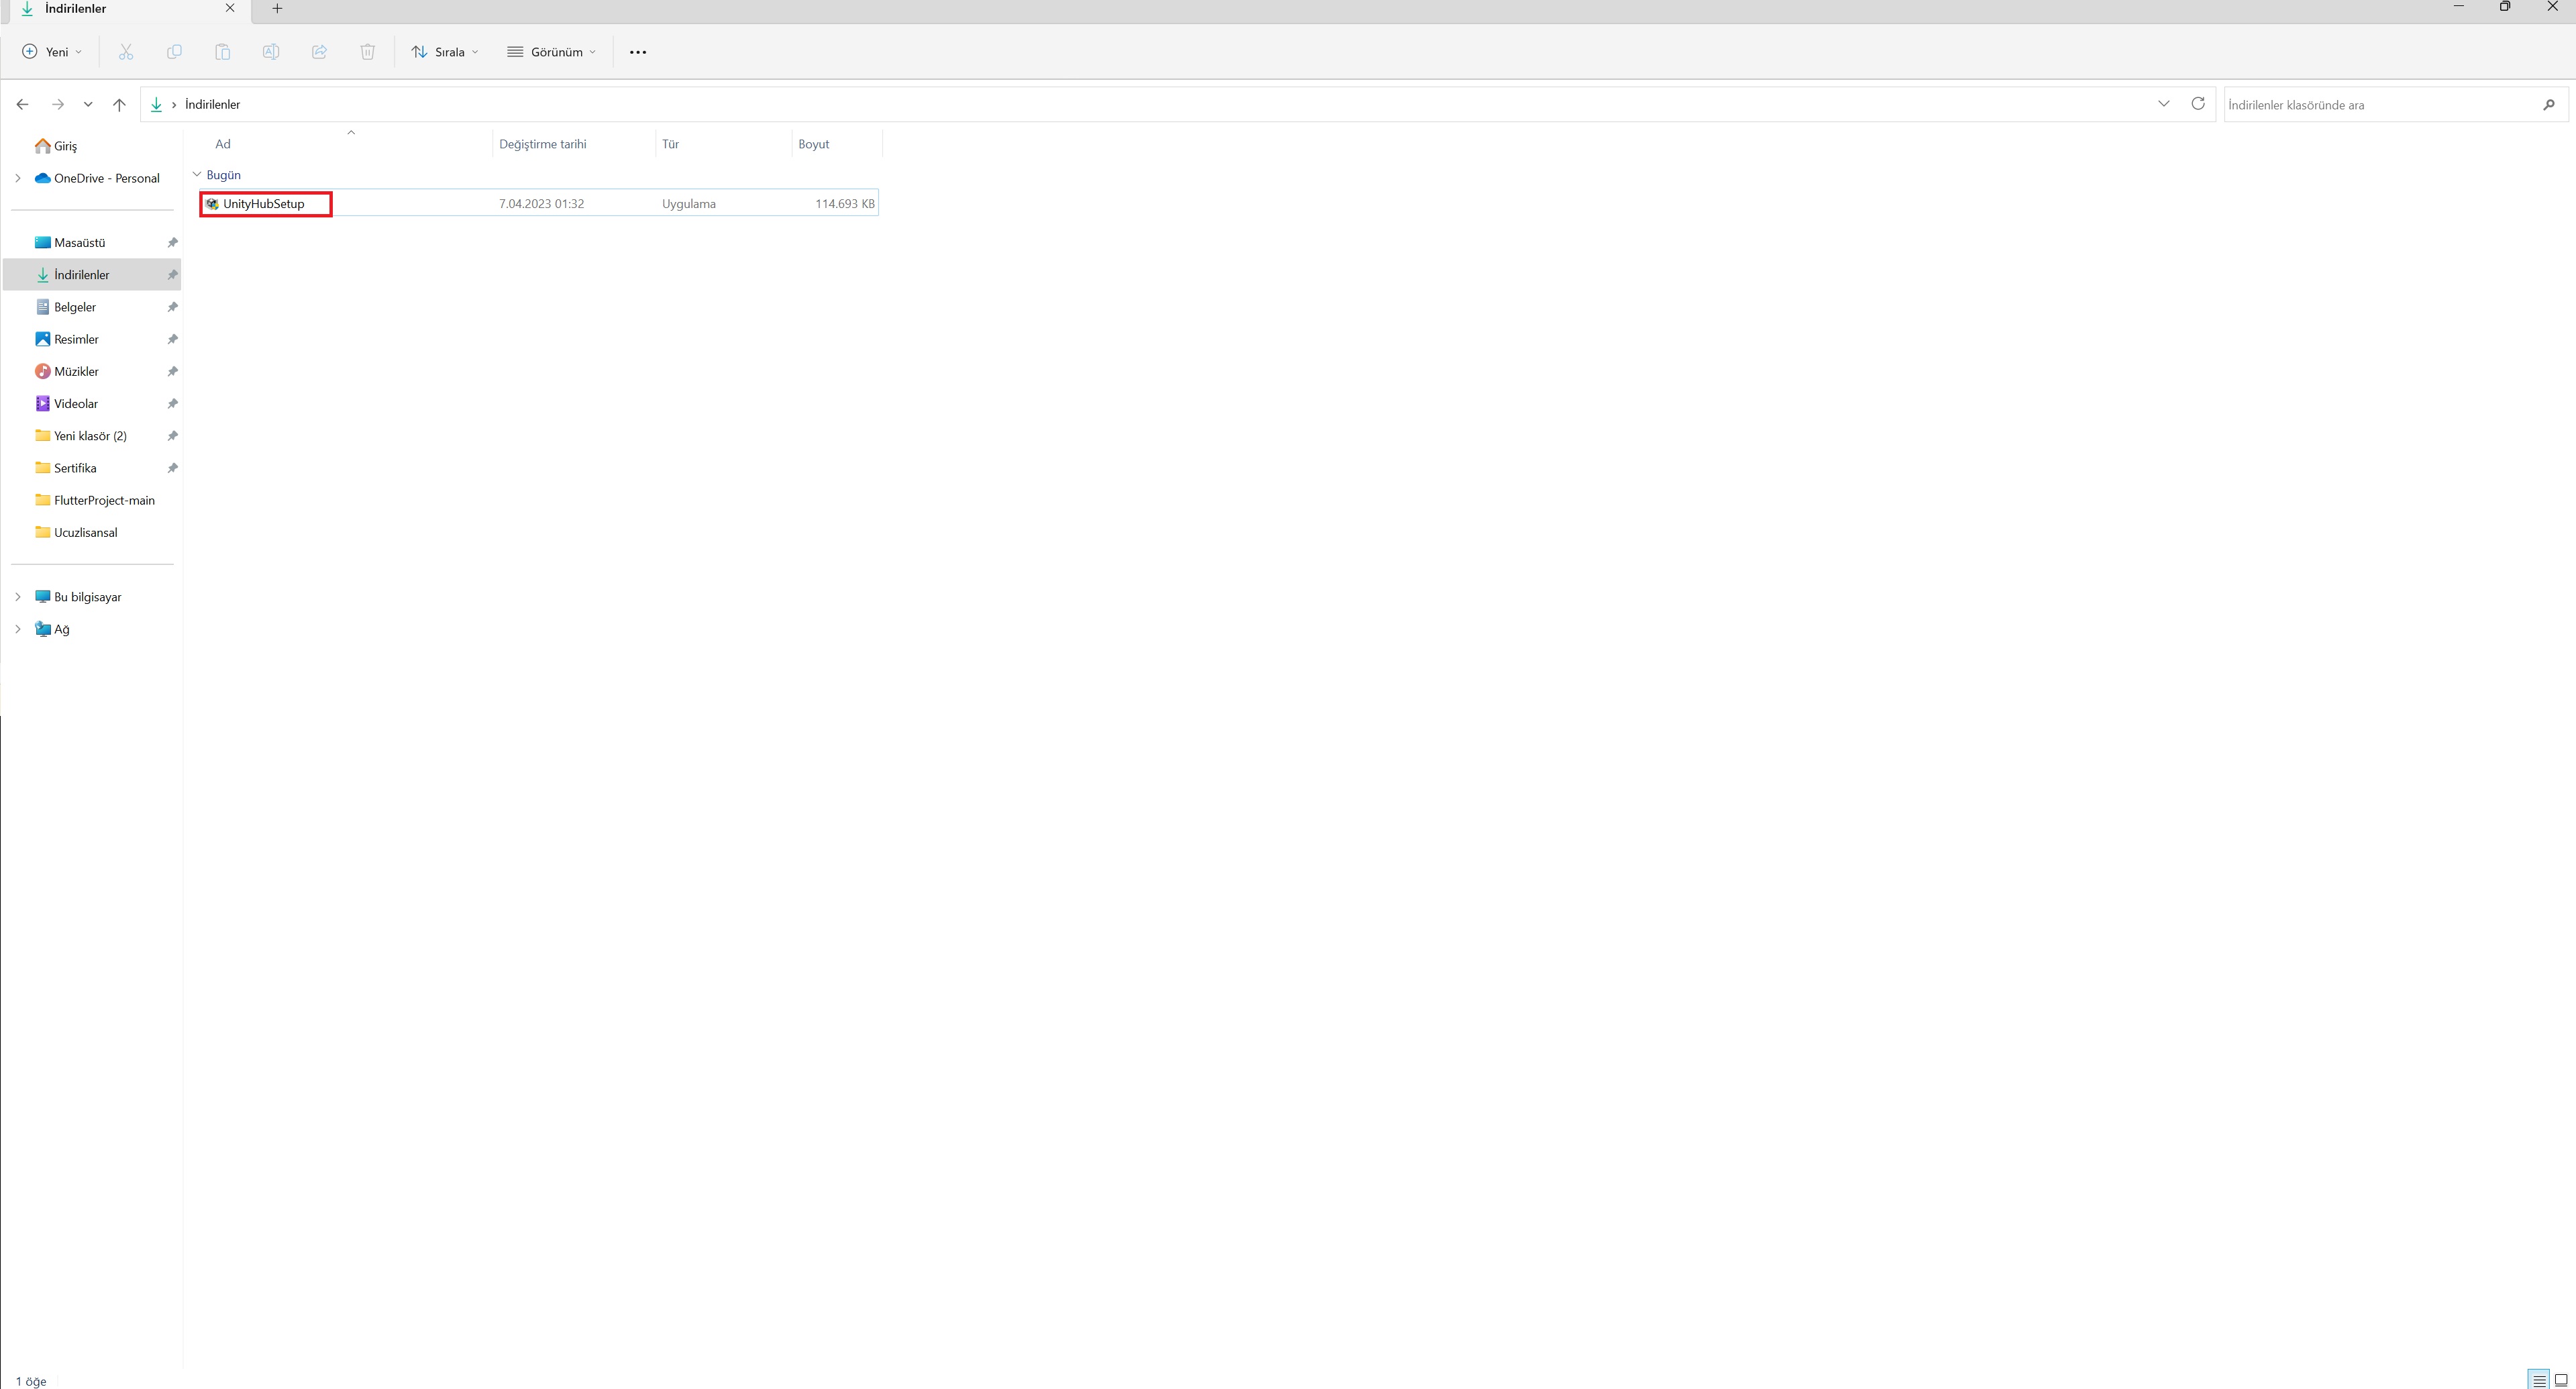 İndirilenler
Yeni
Sırala
Görünüm
İndirilenler
İndirilenler klasöründe ara
Ad
Değiştirme tarihi
Tür
Boyut
Bugün
UnityHubSetup
7.04.2023 01:32
Uygulama
114.693 KB
Giriş
OneDrive - Personal
Masaüstü
İndirilenler
Belgeler
Resimler
Müzikler
Videolar
Yeni klasör (2)
Sertifika
FlutterProject-main
Ucuzlisansal
Bu bilgisayar
Ağ
1 öğe